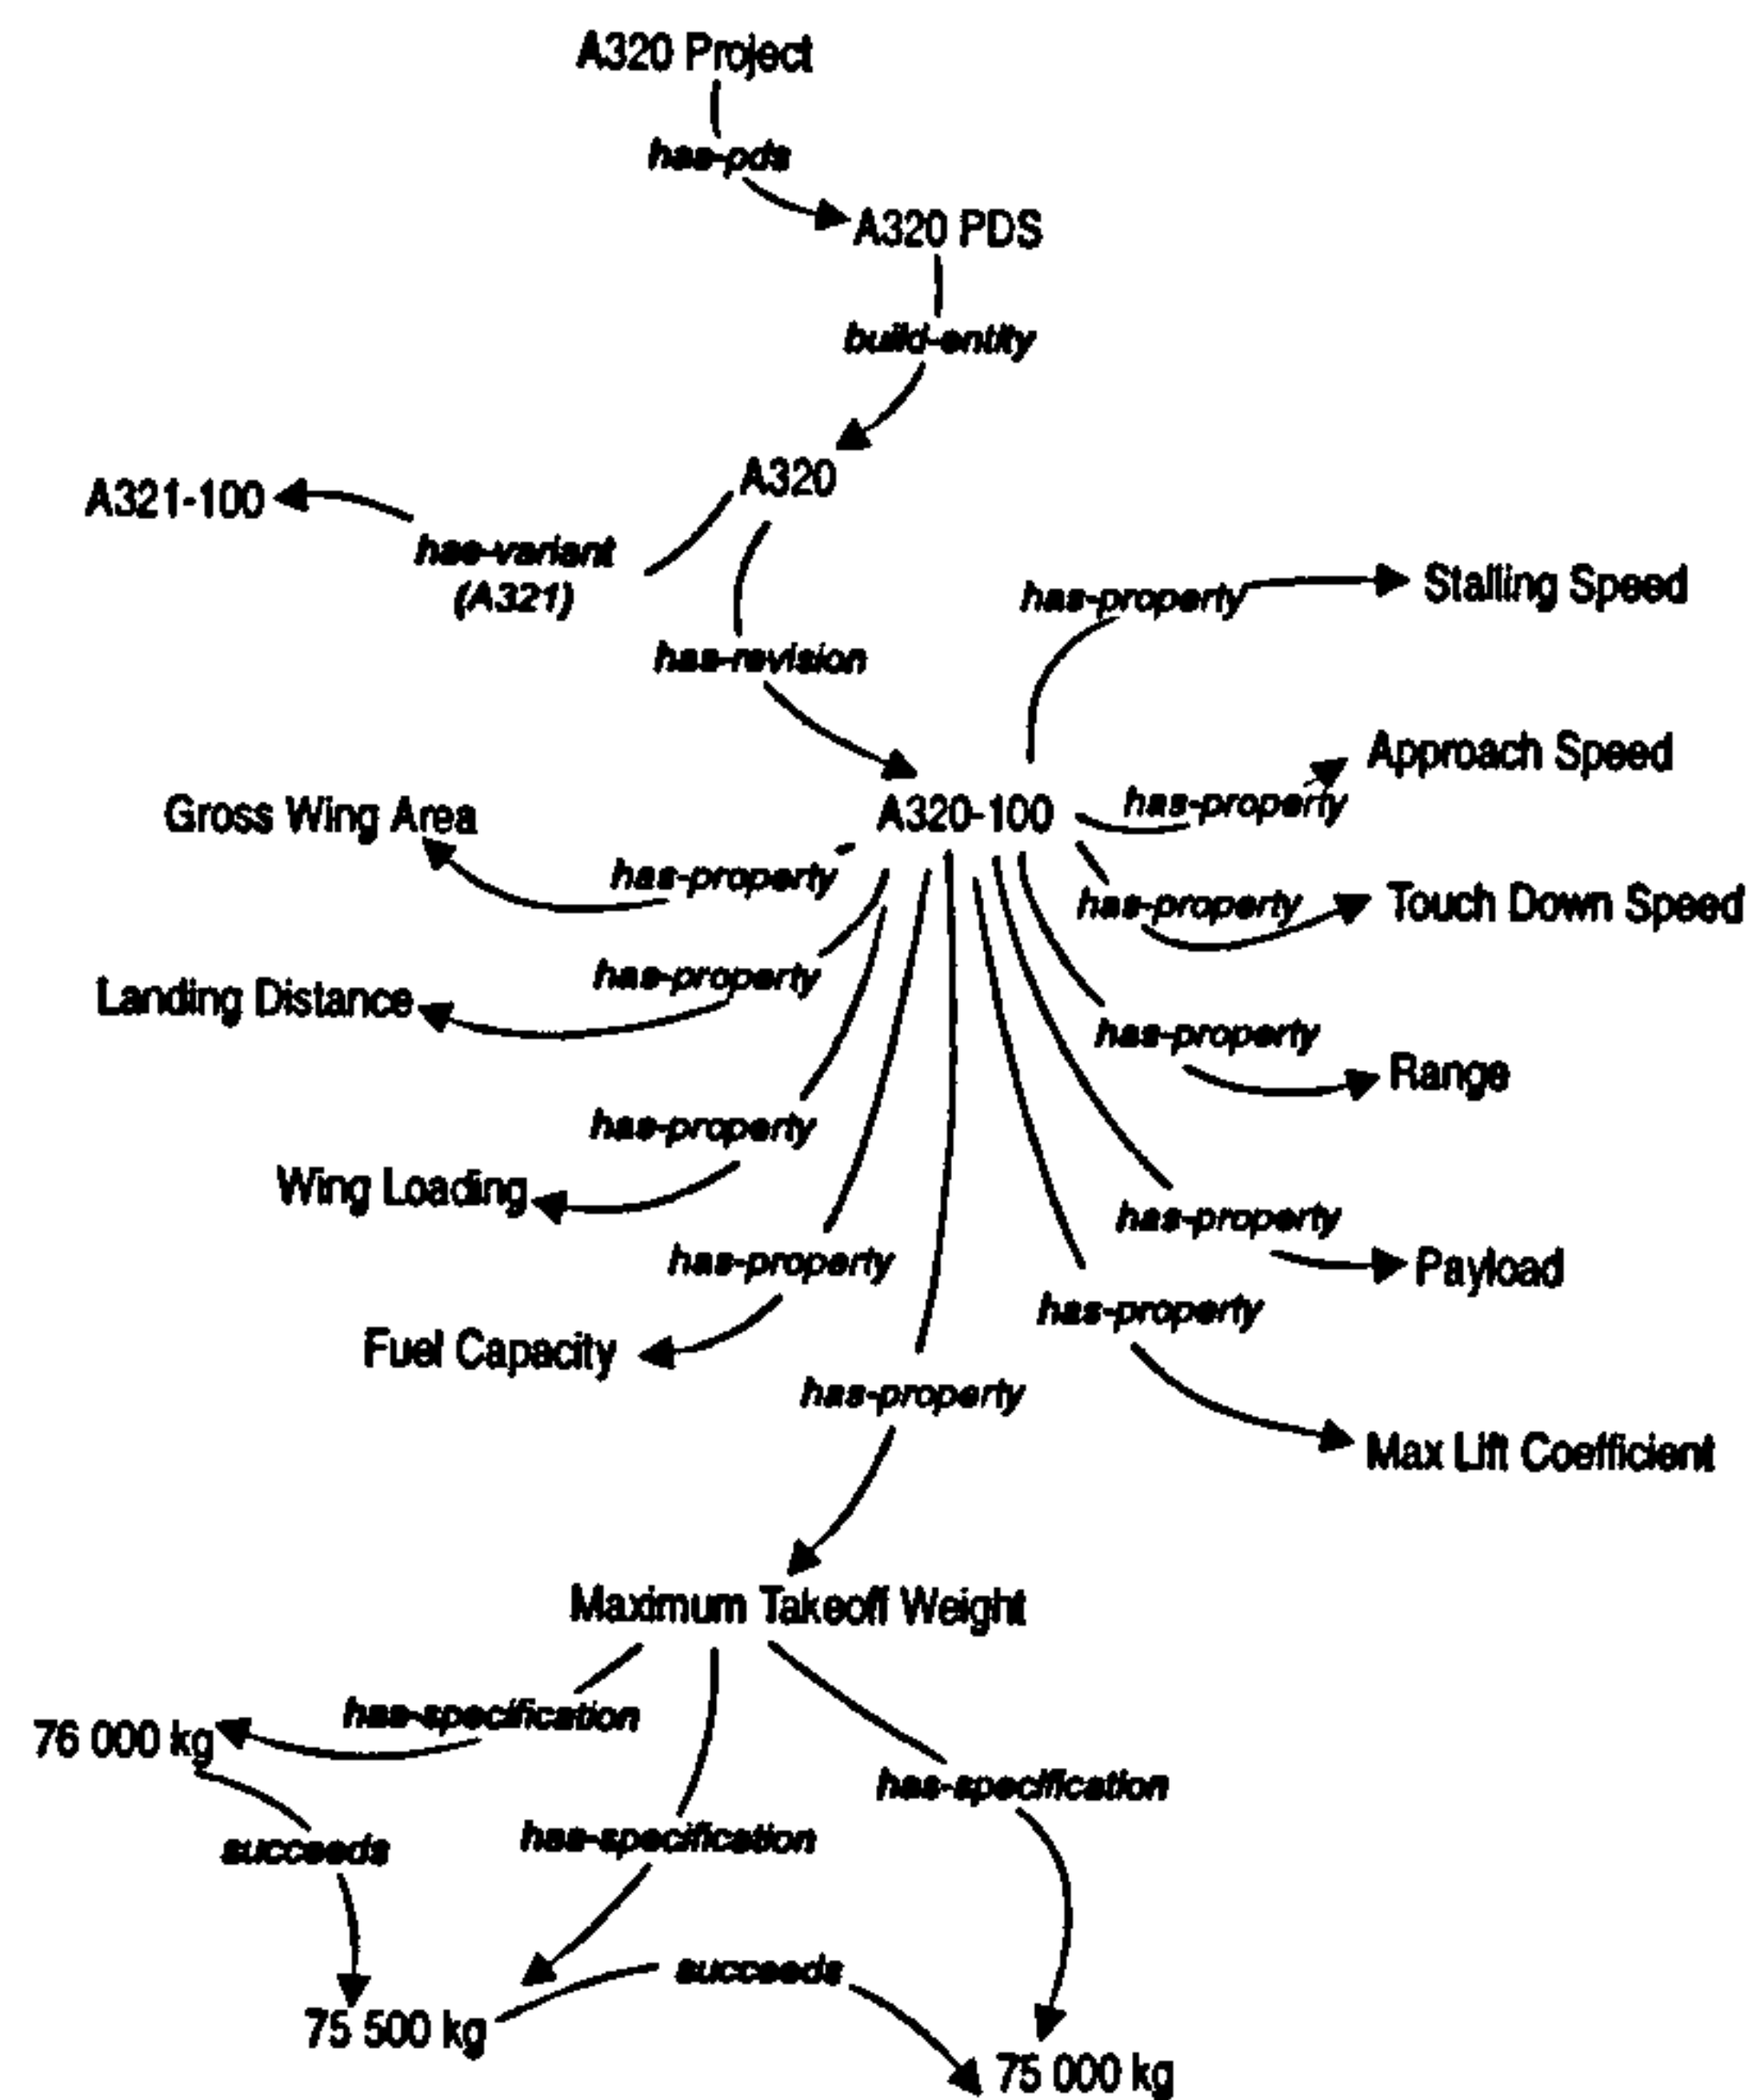 A320 Project
has-pds
A320 PDS
build-entity
A320
A321-100
has-variant
(A321)
has-property
Stalling Speed
has-revision
Approach Speed
has-property
A320-100
Gross Wing Area
has-property
has-property
Touch Down Speed
has-property
Landing Distance
has-property
Range
has-property
Wing Loading
has-property
Payload
has-property
has-property
Fuel Capacity
has-property
Max Lift Coefficient
Maximum Takeoff Weight
has-specification
76 000 kg
has-specification
succeeds
has-specification
succeeds
75 500 kg
75 000 kg